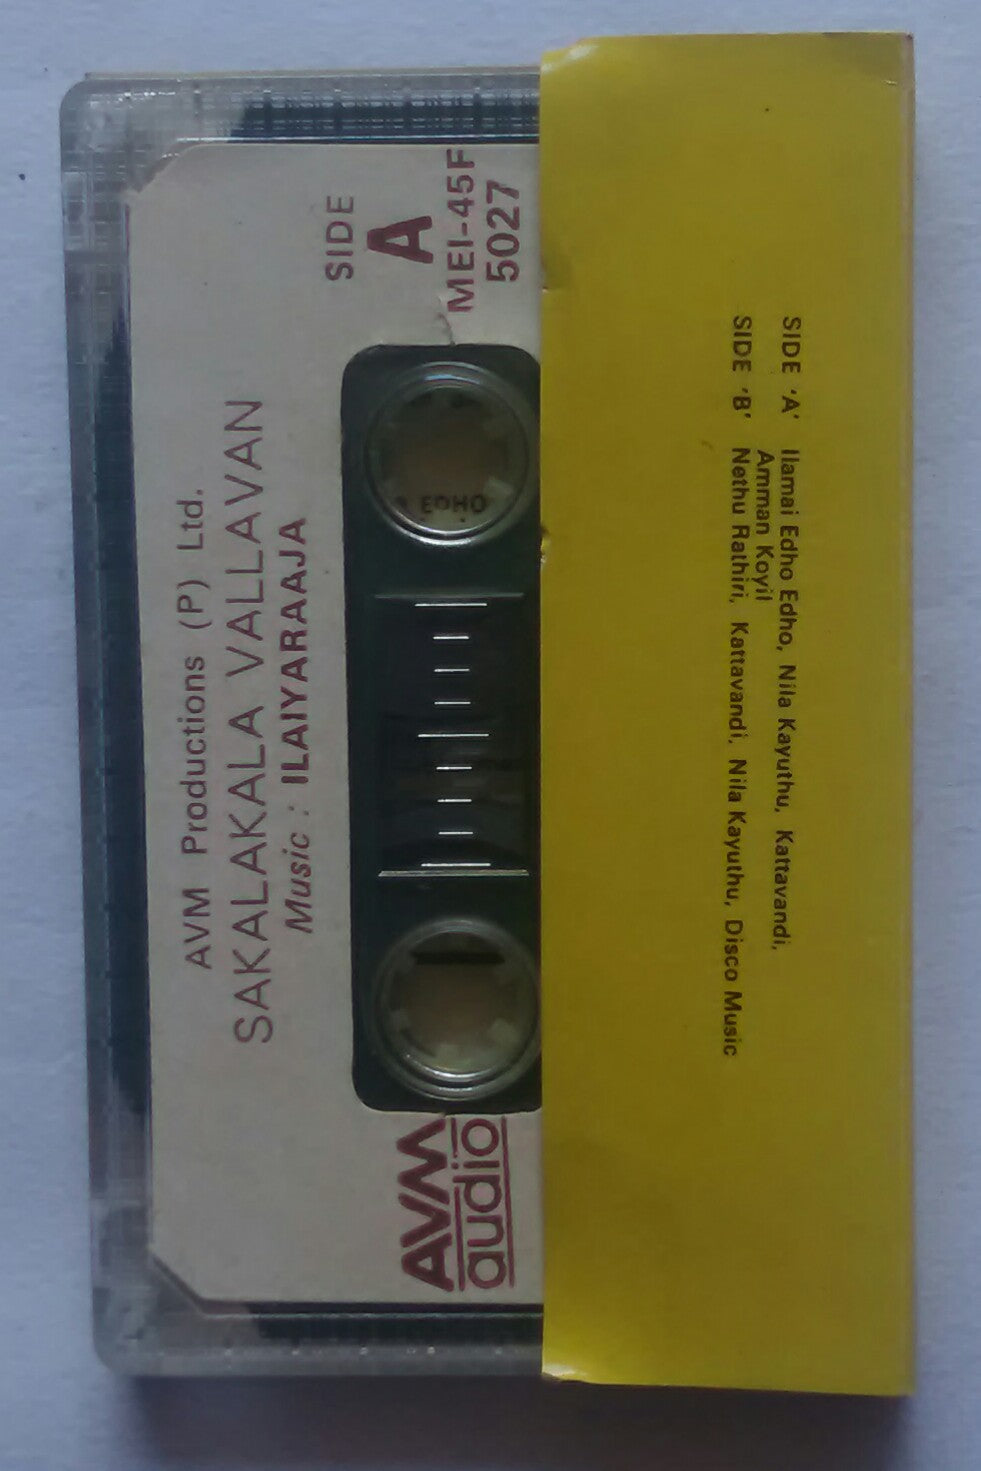 AVM Productions (P) Ltd.
SAKALAKALA VALLAVAN
Music : ILAIYARAAJA
SIDE
A
MEI-45F
5027
AVM
audio
SIDE 'A' Ilamai Edho Edho, Nila Kayuthu, Kattavandi,
Amman Koyil
SIDE 'B' Nethu Rathiri, Kattavandi, Nila Kayuthu, Disco Music